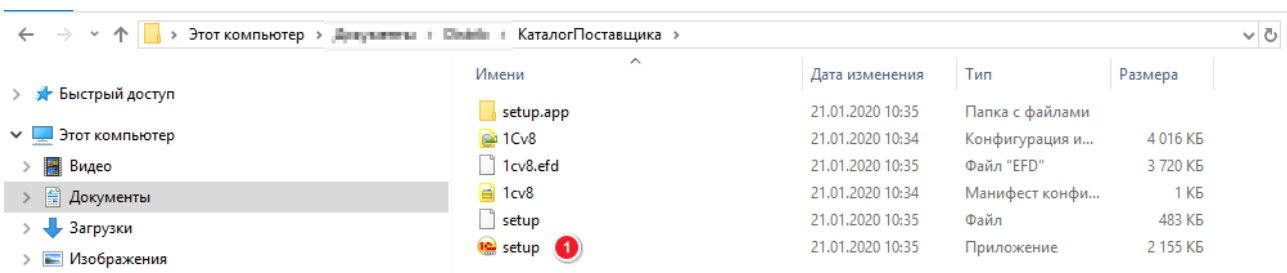 Этот компьютер > > КаталогПоставщика >
Имени Дата изменения Тип Размера
Быстрый доступ
setup.app 21.01.2020 10:35 Папка с файлами
Этот компьютер
1Cv8 21.01.2020 10:34 Конфигурация и... 4 016 КБ
Видео
1cv8.efd 21.01.2020 10:35 Файл "EFD" 3 720 КБ
Документы
1cv8 21.01.2020 10:34 Манифест конфи... 1 КБ
Загрузки
setup 21.01.2020 10:35 Файл 483 КБ
setup 1 21.01.2020 10:35 Приложение 2 155 КБ
Изображения